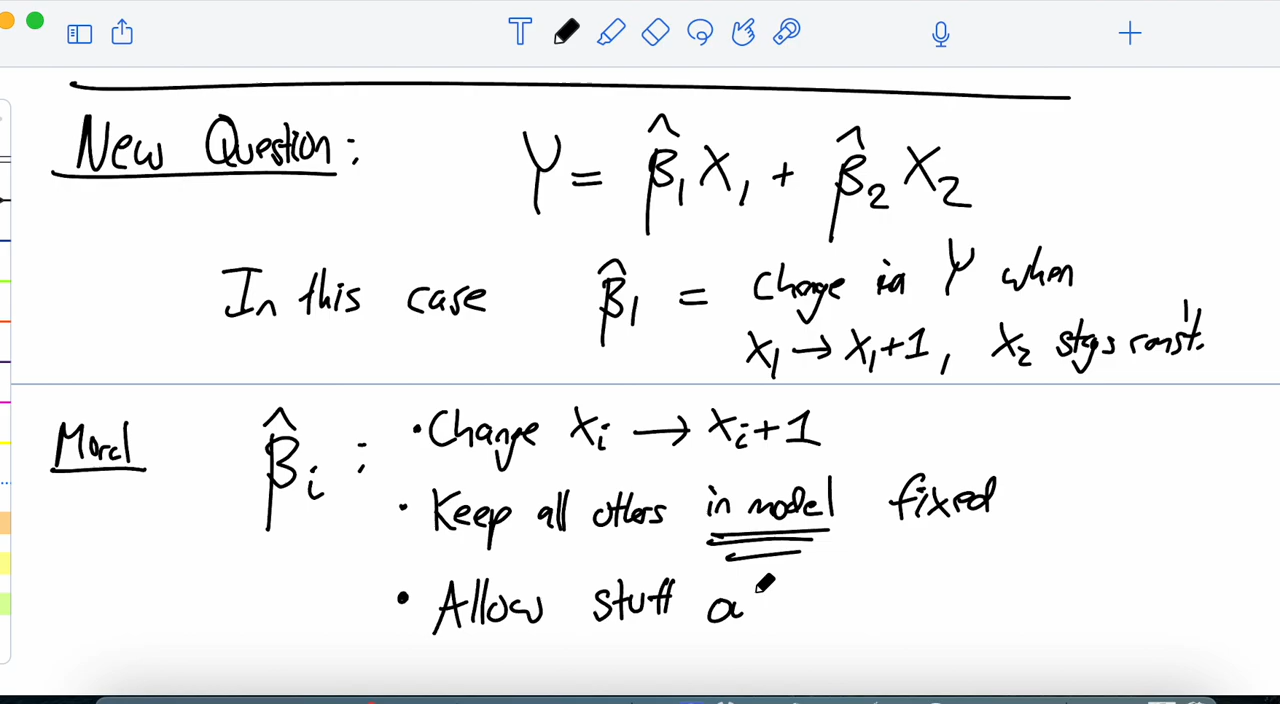 New Question: Y = β̂₁X₁ + β̂₂X₂
In this case β̂₁ = change in Y when
X₁ → X₁+1, X₂ stays const.
Moral β̂ᵢ : • Change Xᵢ → Xᵢ+1
• Keep all others in model fixed
• Allow stuff a